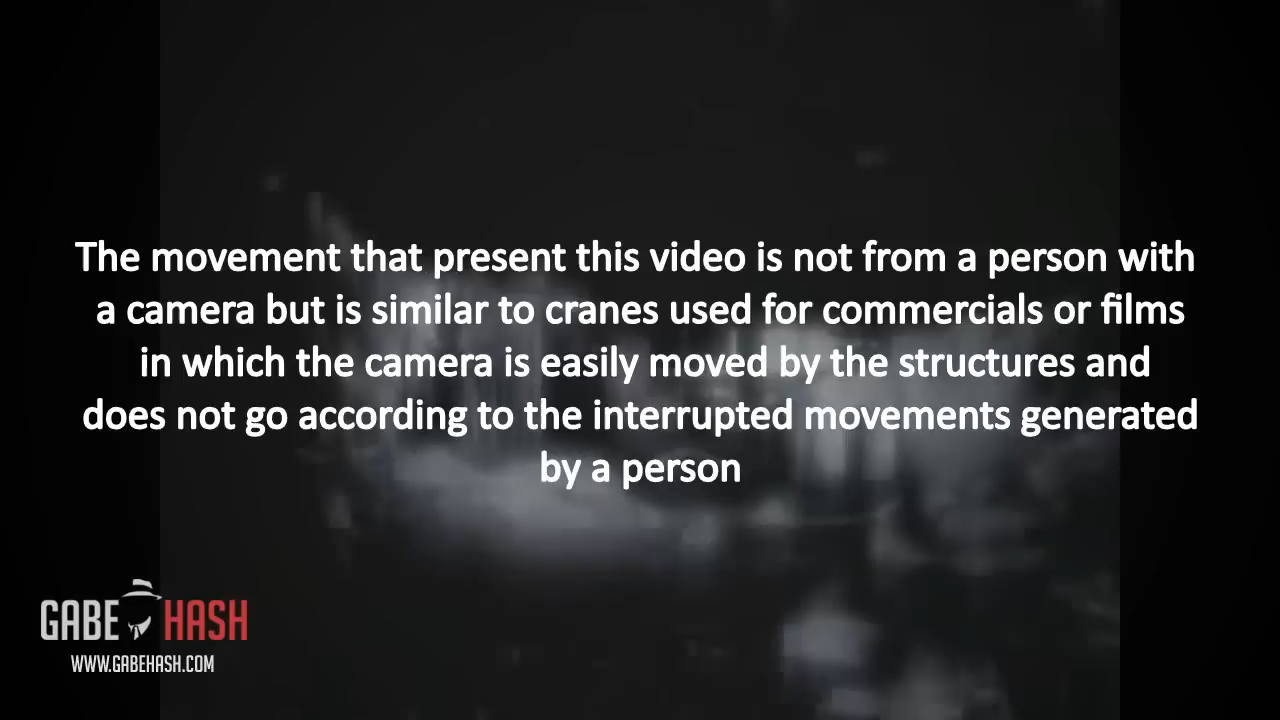 The movement that present this video is not from a person with
a camera but is similar to cranes used for commercials or films
in which the camera is easily moved by the structures and
does not go according to the interrupted movements generated
by a person
GABE HASH
WWW.GABEHASH.COM